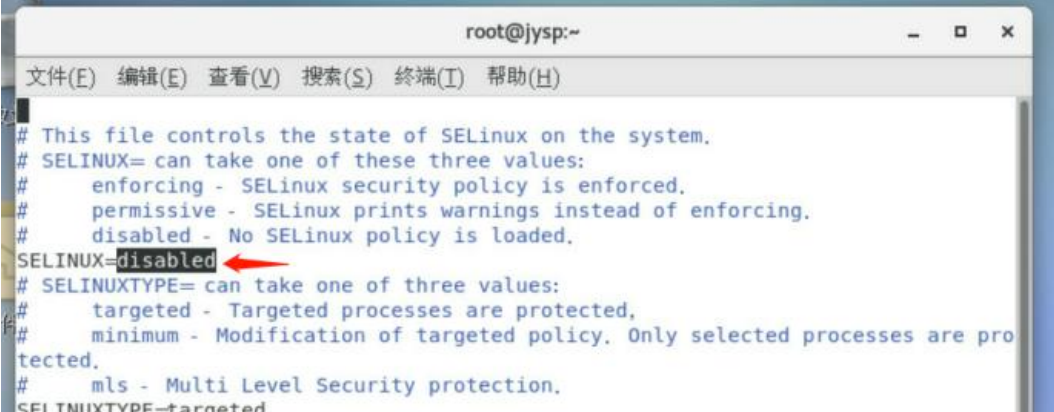 root@jysp:~
文件(F) 编辑(E) 查看(V) 搜索(S) 终端(T) 帮助(H)
# This file controls the state of SELinux on the system.
# SELINUX= can take one of these three values:
#     enforcing - SELinux security policy is enforced.
#     permissive - SELinux prints warnings instead of enforcing.
#     disabled - No SELinux policy is loaded.
SELINUX=disabled
# SELINUXTYPE= can take one of three values:
#     targeted - Targeted processes are protected,
#     minimum - Modification of targeted policy. Only selected processes are pro
tected.
#     mls - Multi Level Security protection.
SELINUXTYPE=targeted